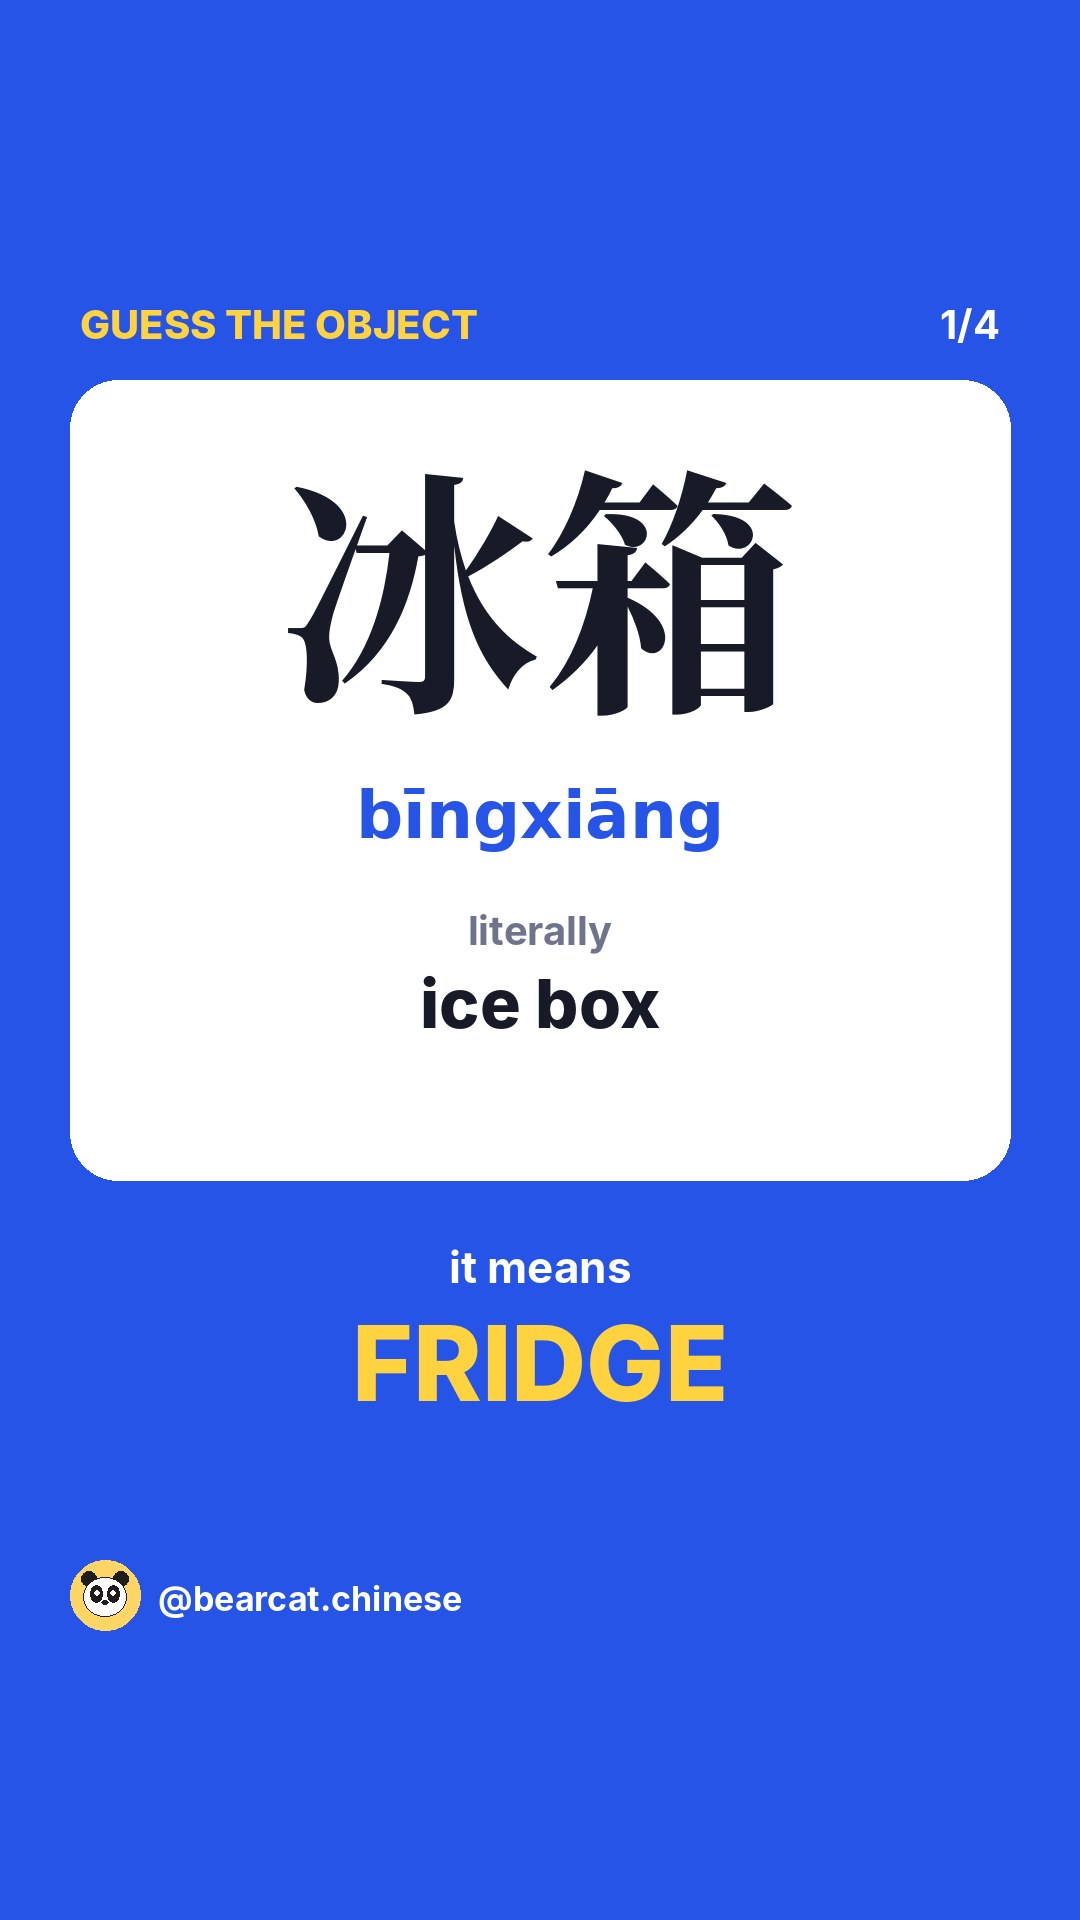 GUESS THE OBJECT
1/4
冰箱
bīngxiāng
literally
ice box
it means
FRIDGE
@bearcat.chinese